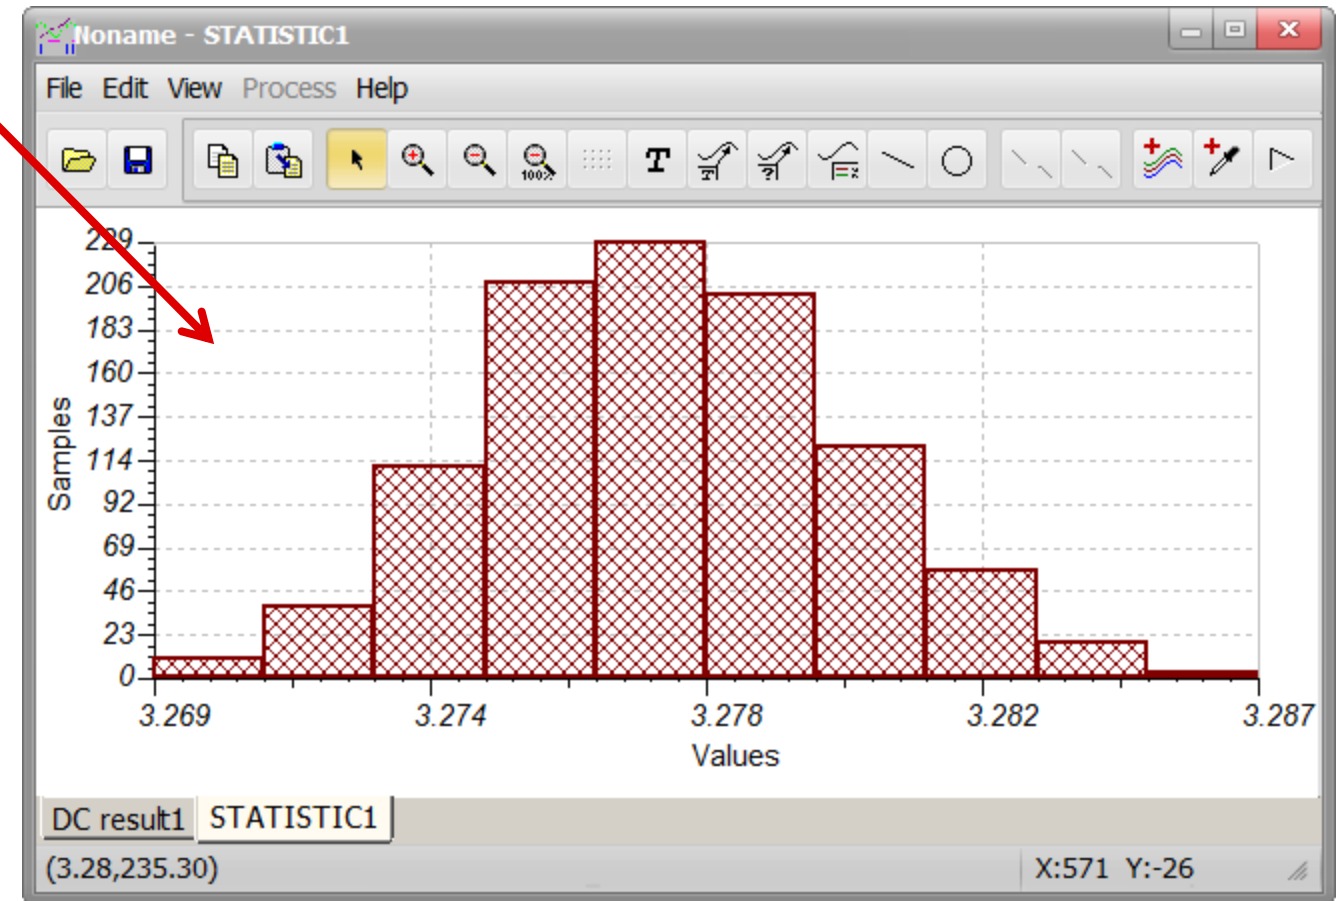 Noname - STATISTIC1
File Edit View Process Help
100%
T
T
?
229
206
183
160
137
114
92
69
46
23
0
Samples
3.269 3.274 3.278 3.282 3.287
Values
DC result1 STATISTIC1
(3.28,235.30) X:571 Y:-26